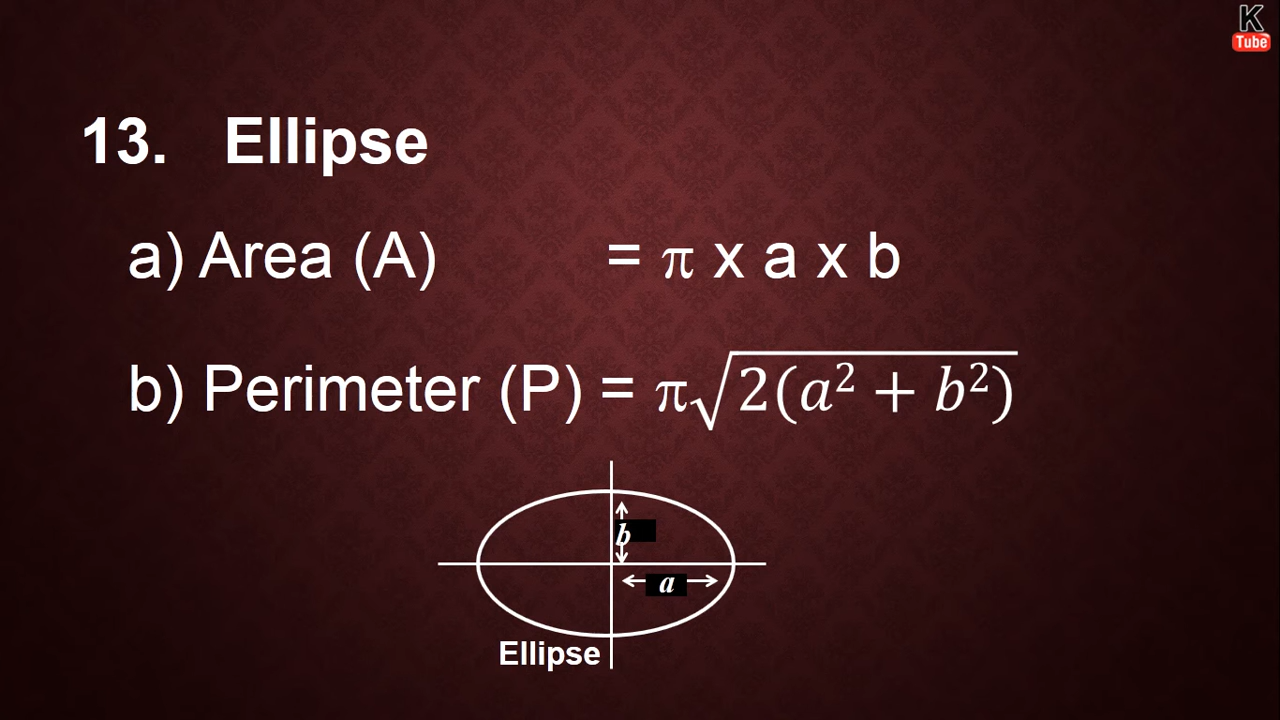 K
Tube
13. Ellipse
a) Area (A) = π x a x b
b) Perimeter (P) = π√2(a² + b²)
b
a
Ellipse